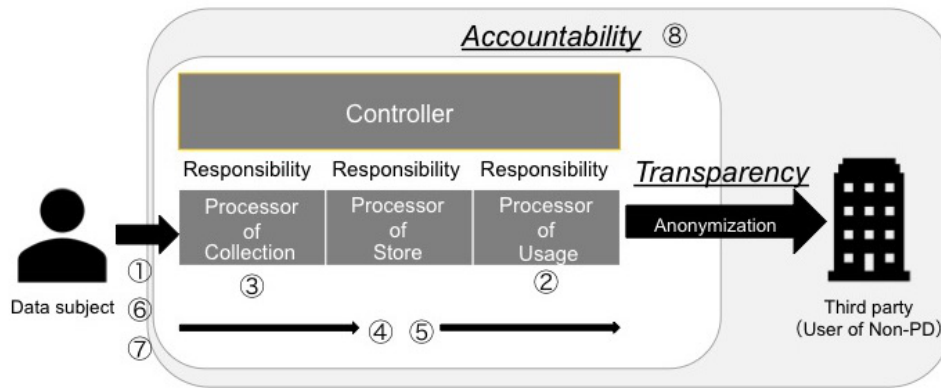 Accountability ⑧
Controller
Responsibility Responsibility Responsibility
Transparency
Processor
of
Collection
Processor
of
Store
Processor
of
Usage
Anonymization
①
③
②
Data subject
⑥
⑦
④ ⑤
Third party
(User of Non-PD)